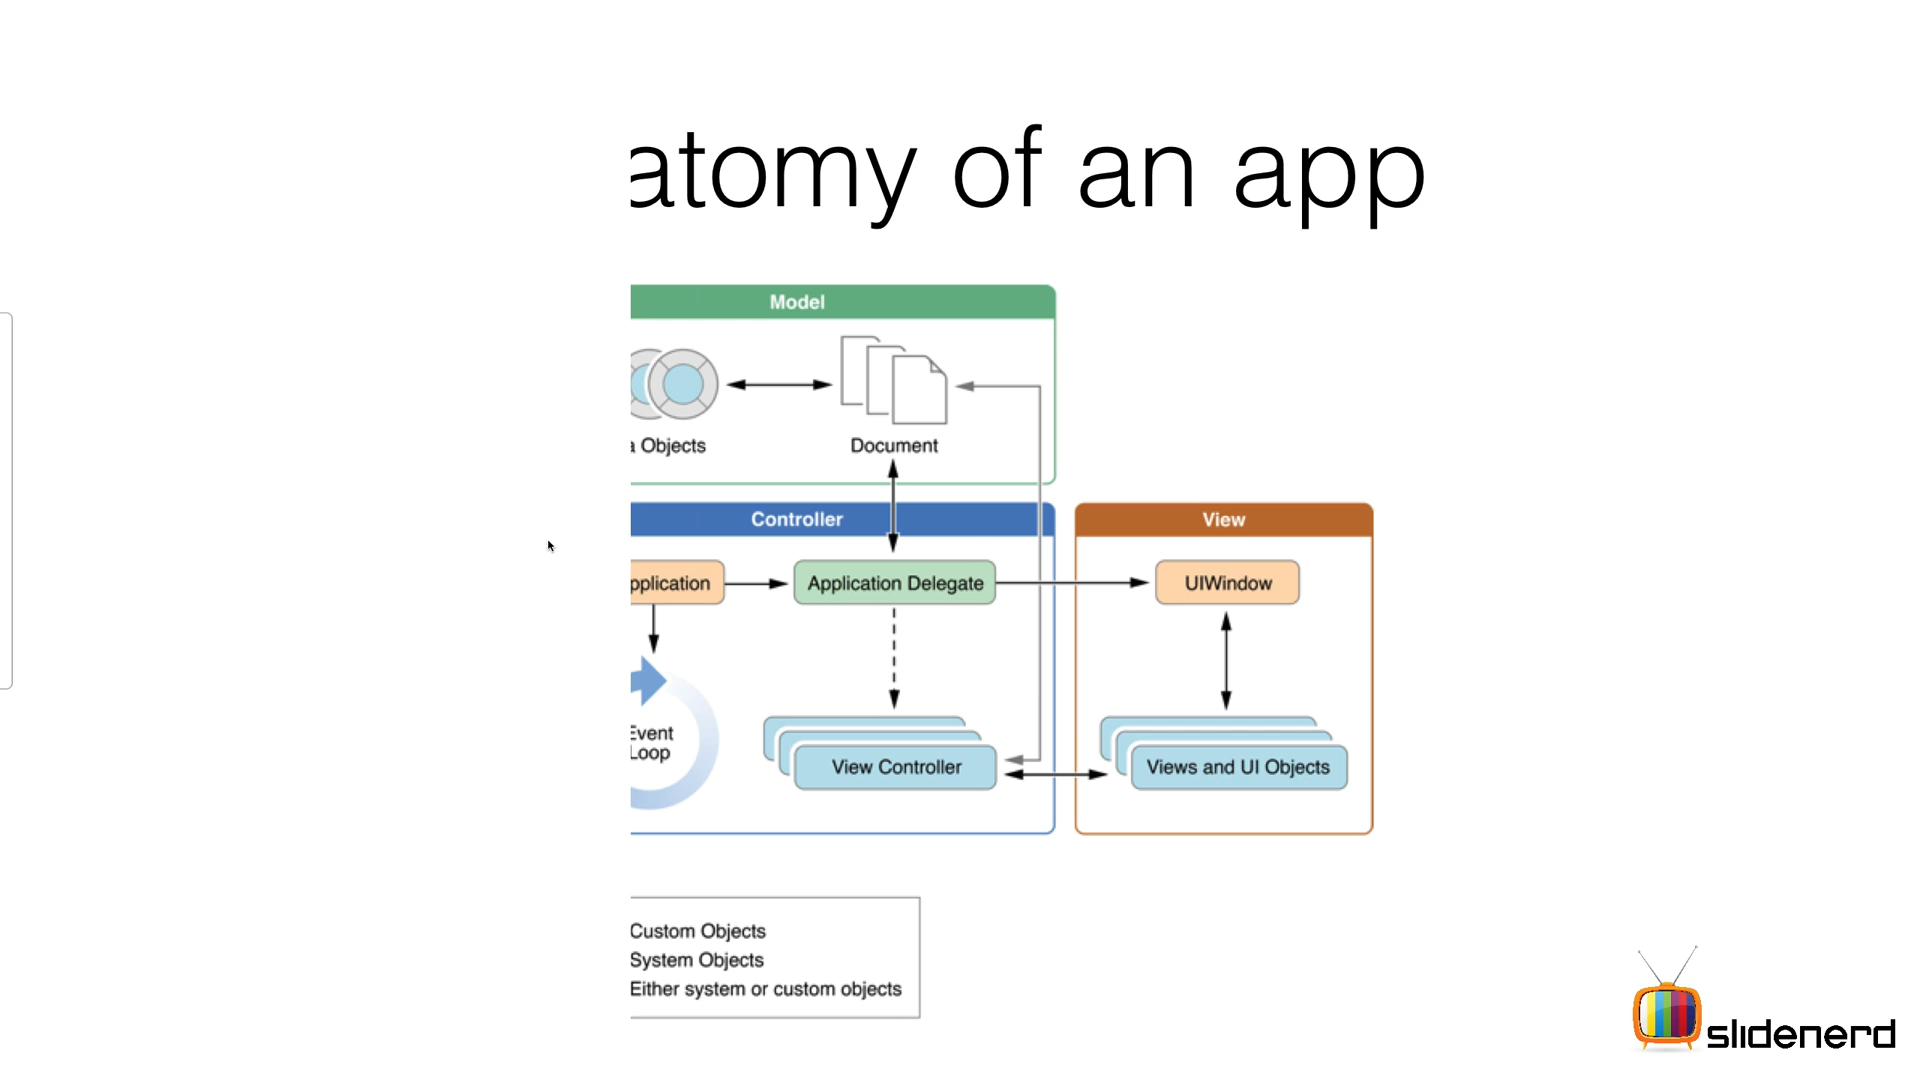 atomy of an app
Model
a Objects
Document
Controller
View
pplication
Application Delegate
UIWindow
Event
Loop
View Controller
Views and UI Objects
Custom Objects
System Objects
Either system or custom objects
slidenerd